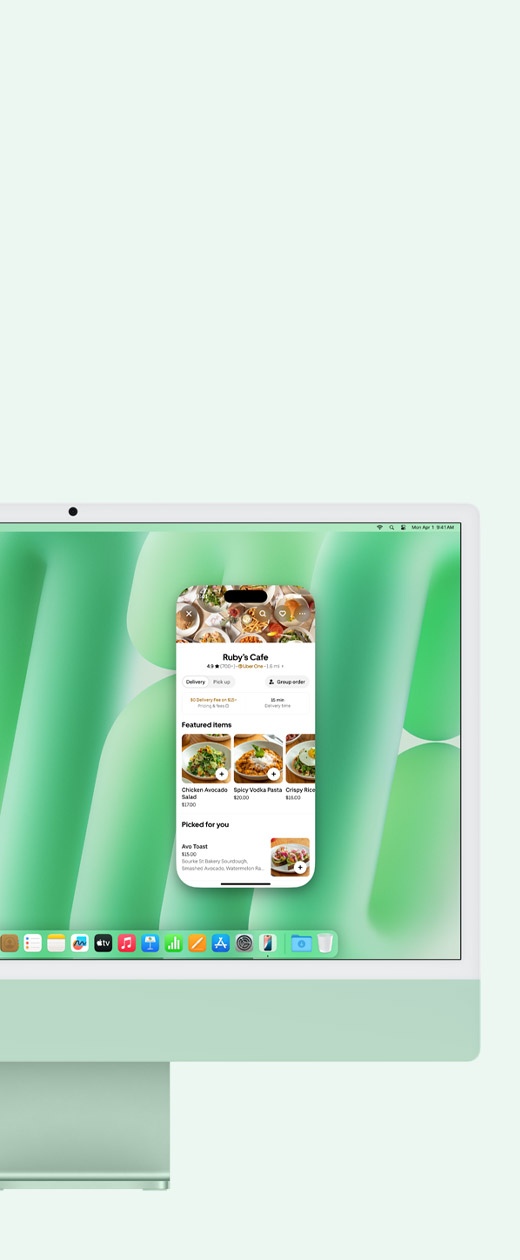 Mon Apr 1 9:41 AM
Ruby's Cafe
4.9 ★ (700+) • Uber One • 1.6 mi ›
Delivery
Pick up
Group order
$0 Delivery Fee on $15+
Pricing & fees
15 min
Delivery time
Featured items
Chicken Avocado
Salad
$17.00
Spicy Vodka Pasta
$20.00
Crispy Rice
$16.00
Picked for you
Avo Toast
$15.00
Sourke St Bakery Sourdough,
Smashed Avocado, Watermelon Ra...
tv